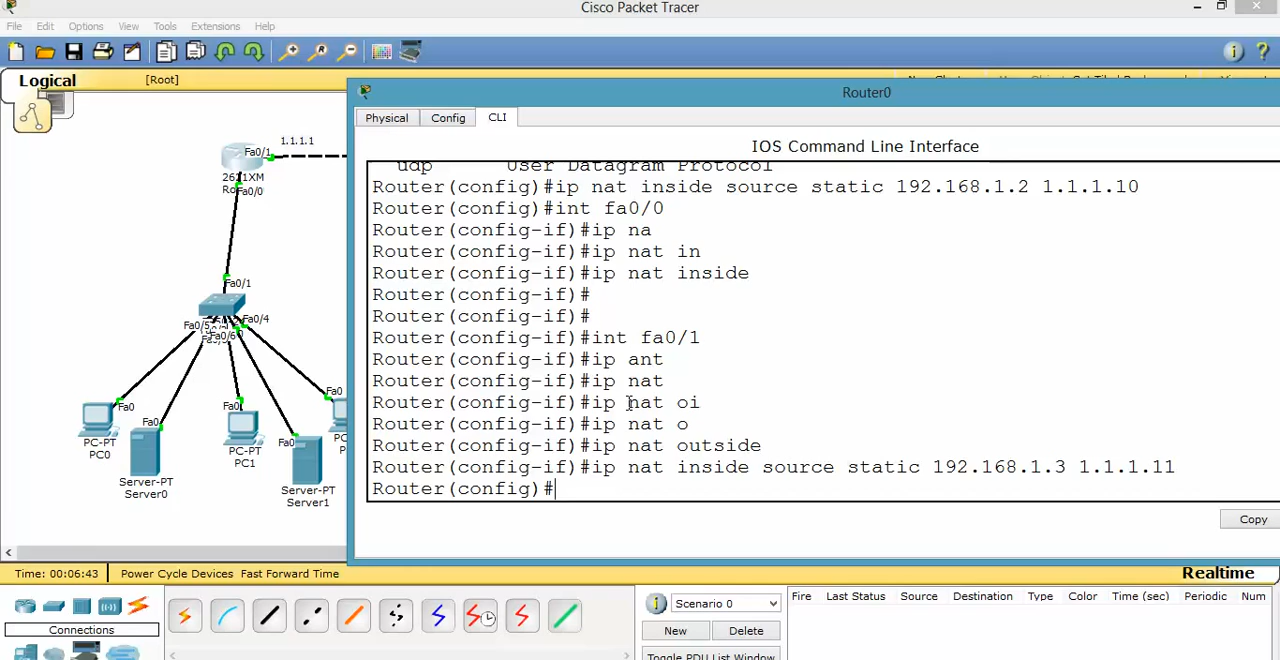 Cisco Packet Tracer
File Edit Options View Tools Extensions Help
Logical
[Root]
Router0
Physical Config CLI
IOS Command Line Interface
udp User Datagram Protocol
Router(config)#ip nat inside source static 192.168.1.2 1.1.1.10
Router(config)#int fa0/0
Router(config-if)#ip na
Router(config-if)#ip nat in
Router(config-if)#ip nat inside
Router(config-if)#
Router(config-if)#
Router(config-if)#int fa0/1
Router(config-if)#ip ant
Router(config-if)#ip nat
Router(config-if)#ip nat oi
Router(config-if)#ip nat o
Router(config-if)#ip nat outside
Router(config-if)#ip nat inside source static 192.168.1.3 1.1.1.11
Router(config)#
Copy
1.1.1.1
Fa0/1
Fa0/0
Fa0/1
Fa0/4
Fa0
Fa0
Fa0
Fa0
Fa0
PC-PT
PC0
Server-PT
Server0
PC-PT
PC1
Server-PT
Server1
Time: 00:06:43 Power Cycle Devices Fast Forward Time
Realtime
Connections
Scenario 0
New Delete
Toggle PDU List Window
Fire Last Status Source Destination Type Color Time (sec) Periodic Num